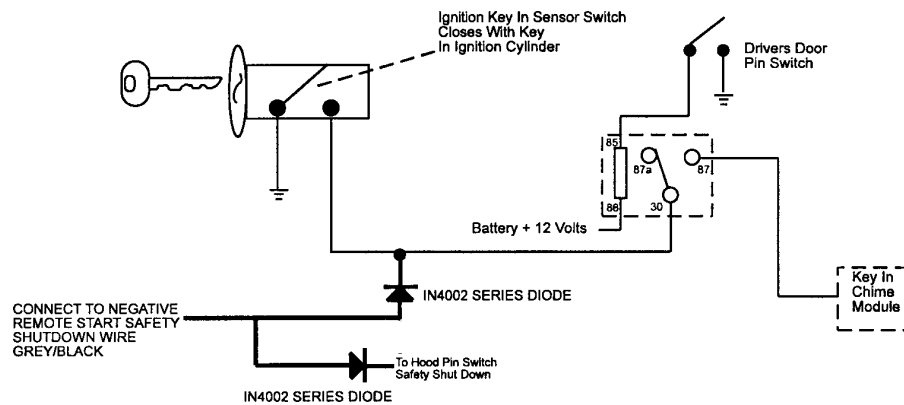 Ignition Key In Sensor Switch
Closes With Key
In Ignition Cylinder
Drivers Door
Pin Switch
85
87a
87
86
30
Battery + 12 Volts
Key In
Chime
Module
IN4002 SERIES DIODE
CONNECT TO NEGATIVE
REMOTE START SAFETY
SHUTDOWN WIRE
GREY/BLACK
To Hood Pin Switch
Safety Shut Down
IN4002 SERIES DIODE